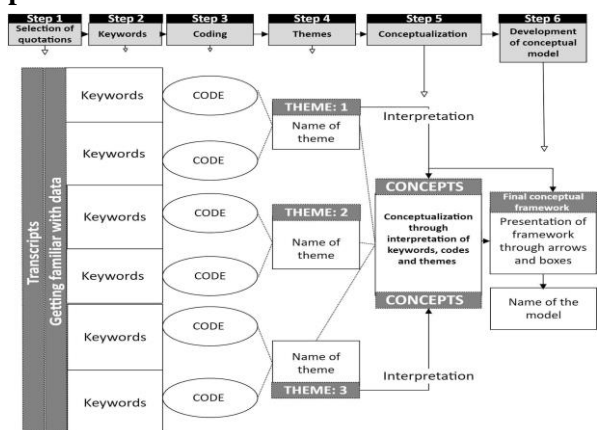 Step 1
Selection of
quotations
Step 2
Keywords
Step 3
Coding
Step 4
Themes
Step 5
Conceptualization
Step 6
Development
of conceptual
model
Transcripts
Getting familiar with data
Keywords
Keywords
Keywords
Keywords
Keywords
Keywords
CODE
CODE
CODE
CODE
CODE
CODE
THEME: 1
Name of
theme
THEME: 2
Name of
theme
Name of
theme
THEME: 3
Interpretation
CONCEPTS
Conceptualization
through
interpretation of
keywords, codes
and themes
CONCEPTS
Interpretation
Final conceptual
framework
Presentation of
framework
through arrows
and boxes
Name of the
model